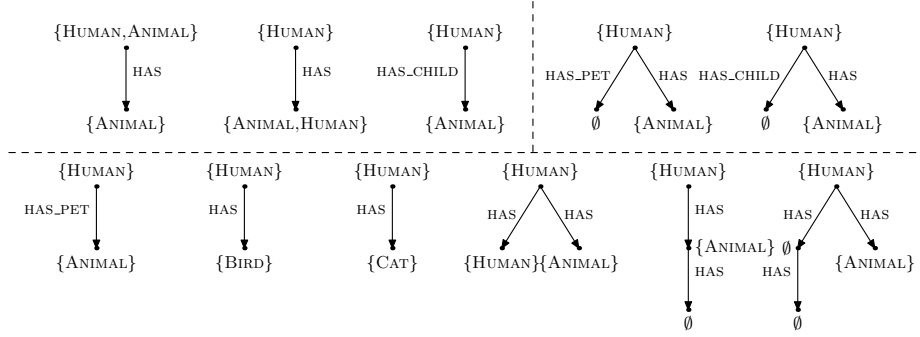 {HUMAN,ANIMAL} {HUMAN} {HUMAN} {HUMAN} {HUMAN}
HAS HAS HAS_CHILD HAS_PET HAS HAS_CHILD HAS
{ANIMAL} {ANIMAL,HUMAN} {ANIMAL} ∅ {ANIMAL} ∅ {ANIMAL}
{HUMAN} {HUMAN} {HUMAN} {HUMAN} {HUMAN} {HUMAN}
HAS_PET HAS HAS HAS HAS HAS HAS HAS
{ANIMAL} {BIRD} {CAT} {HUMAN}{ANIMAL} {ANIMAL} ∅ {ANIMAL}
HAS HAS
∅ ∅